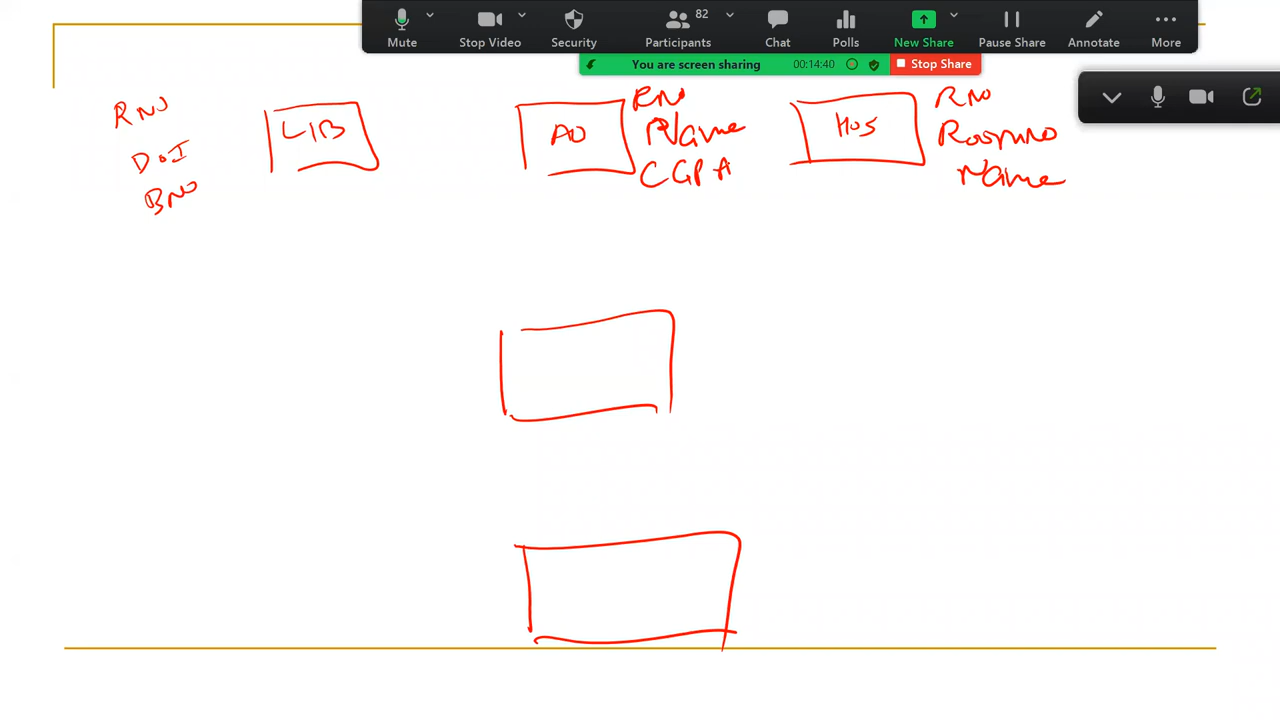 82
Mute
Stop Video
Security
Participants
Chat
Polls
New Share
Pause Share
Annotate
More
You are screen sharing
00:14:40
Stop Share
RNO
DOI
BNO
LIB
AO
RNO
Name
CGPA
HOS
RNO
RoomNO
Name